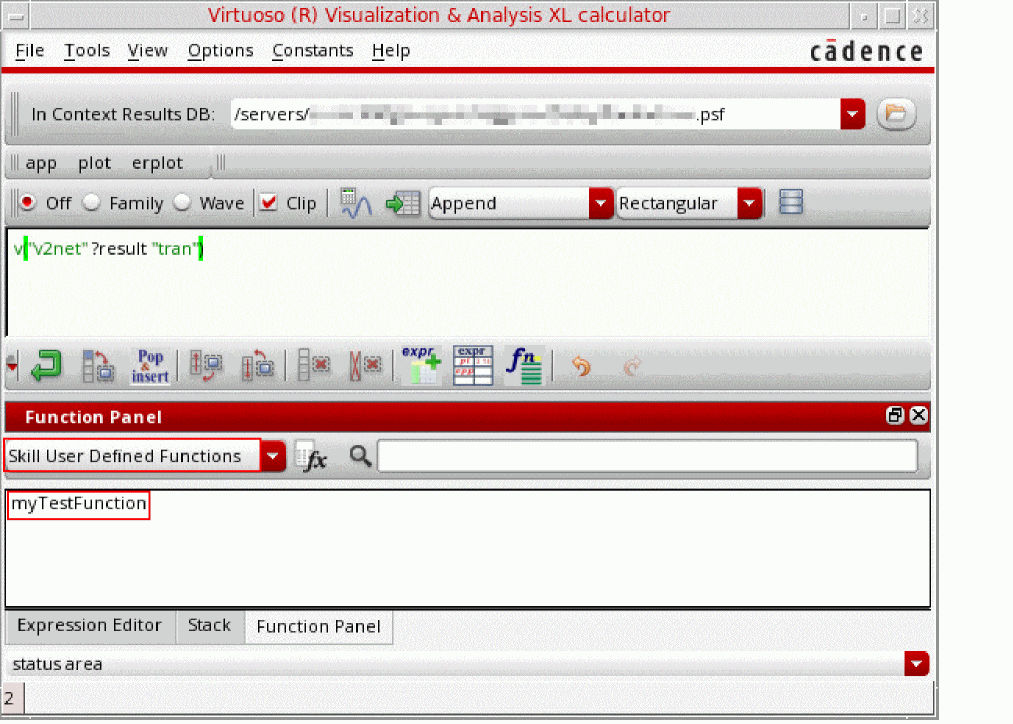 Virtuoso (R) Visualization & Analysis XL calculator
File Tools View Options Constants Help
cādence
In Context Results DB: /servers/ .psf
app plot erplot
Off Family Wave Clip Append Rectangular
v("v2net" ?result "tran")
Pop & insert expr expr fn
Function Panel
Skill User Defined Functions fx
myTestFunction
Expression Editor Stack Function Panel
status area
2